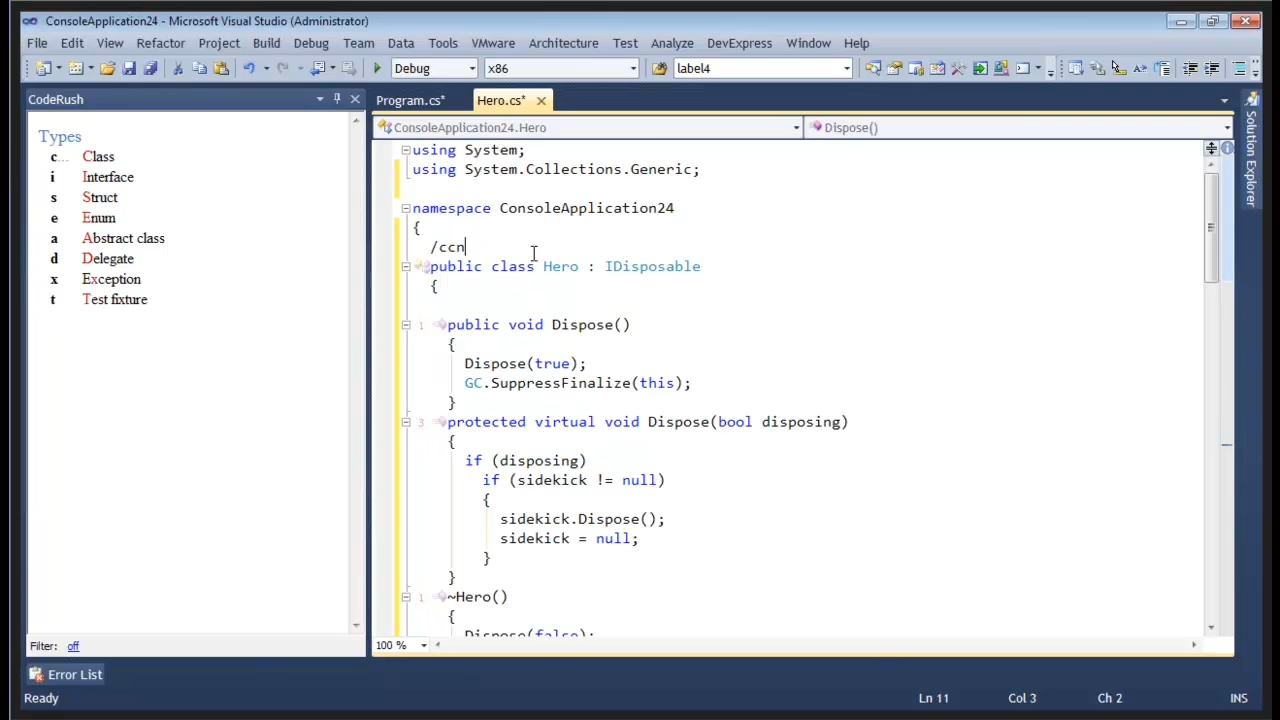 ConsoleApplication24 - Microsoft Visual Studio (Administrator)
File Edit View Refactor Project Build Debug Team Data Tools VMware Architecture Test Analyze DevExpress Window Help
Debug x86 label4
CodeRush
Program.cs* Hero.cs*
ConsoleApplication24.Hero Dispose()
Types
c... Class
i Interface
s Struct
e Enum
a Abstract class
d Delegate
x Exception
t Test fixture
Filter: off
using System;
using System.Collections.Generic;
namespace ConsoleApplication24
{
/ccn
public class Hero : IDisposable
{
1 public void Dispose()
{
Dispose(true);
GC.SuppressFinalize(this);
}
3 protected virtual void Dispose(bool disposing)
{
if (disposing)
if (sidekick != null)
{
sidekick.Dispose();
sidekick = null;
}
}
1 ~Hero()
{
Dispose(false);
100 %
Solution Explorer
Error List
Ready Ln 11 Col 3 Ch 2 INS